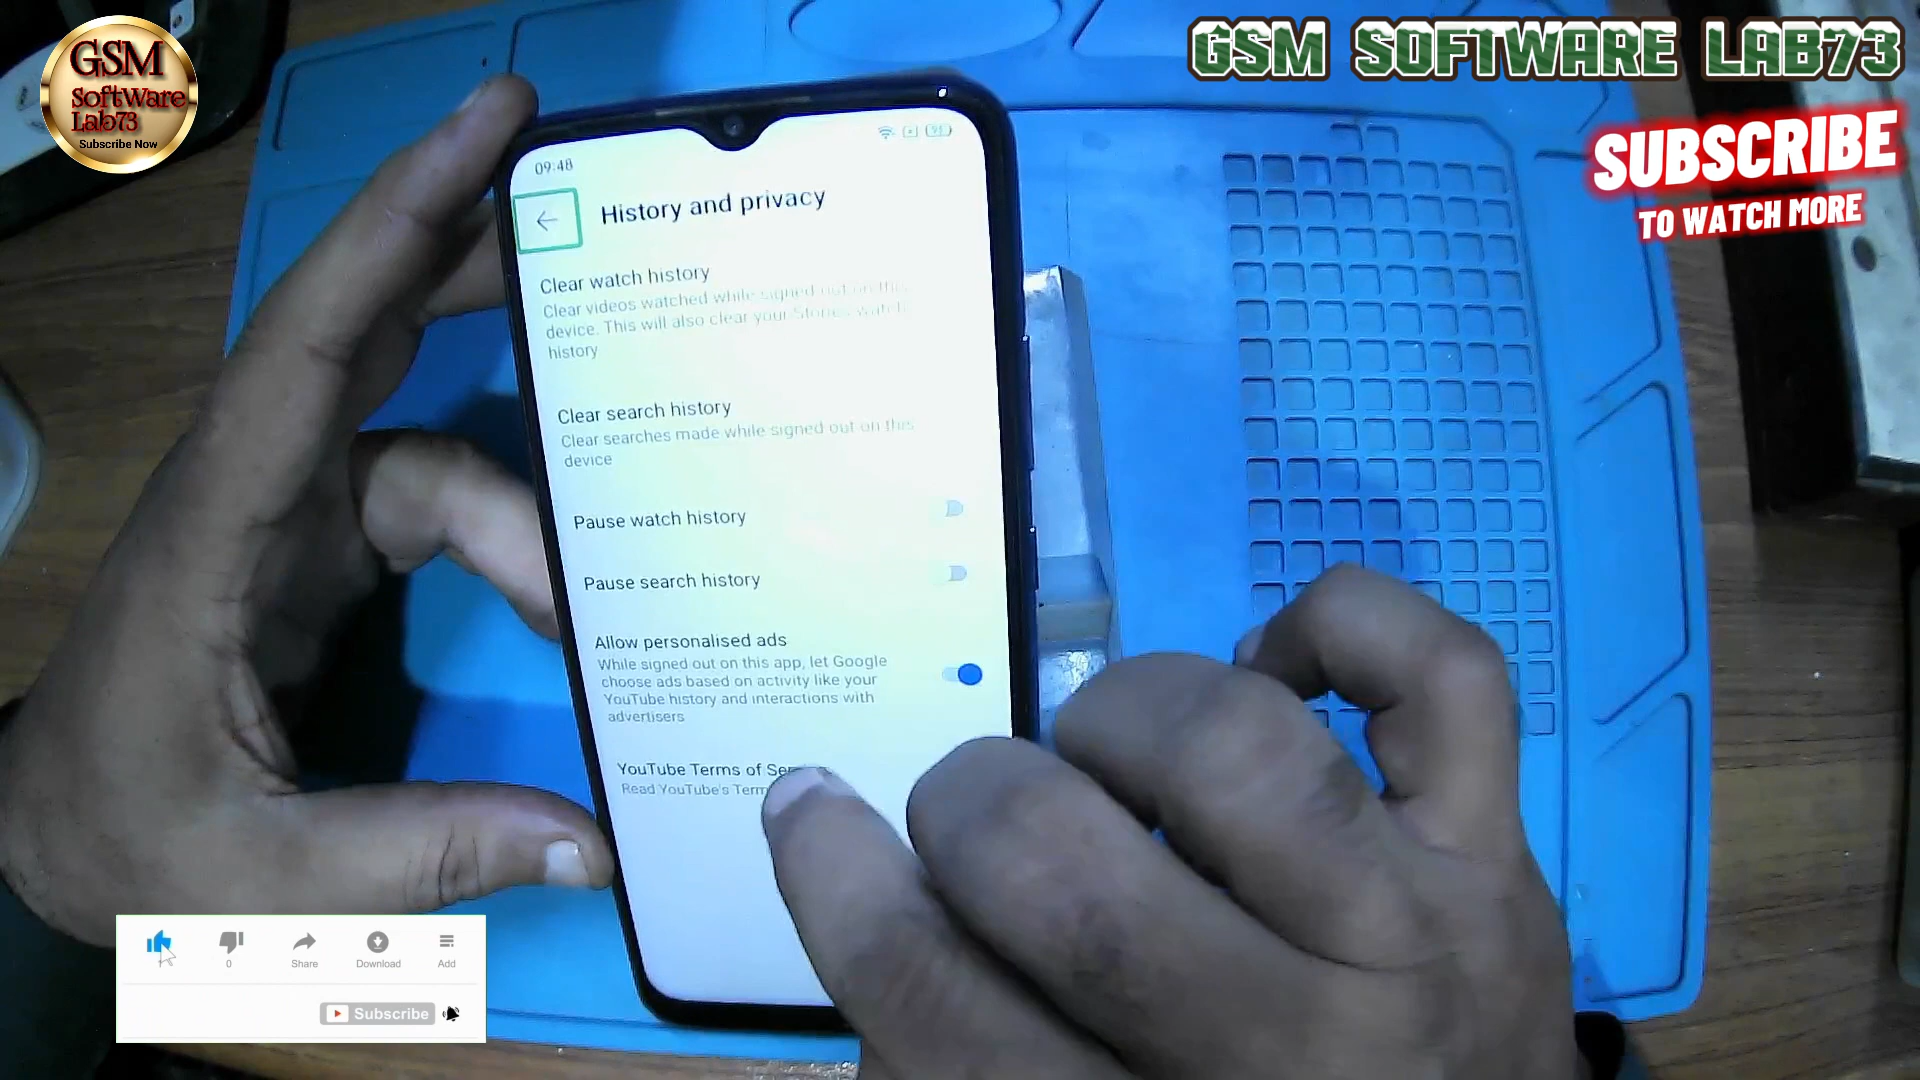 GSM
SoftWare
Lab73
Subscribe Now
GSM SOFTWARE LAB73
SUBSCRIBE
TO WATCH MORE
09:48
History and privacy
Clear watch history
Clear videos watched while signed out on this
device. This will also clear your Stories watch
history
Clear search history
Clear searches made while signed out on this
device
Pause watch history
Pause search history
Allow personalised ads
While signed out on this app, let Google
choose ads based on activity like your
YouTube history and interactions with
advertisers
YouTube Terms of
Read YouTube's
0
Share
Download
Add
Subscribe